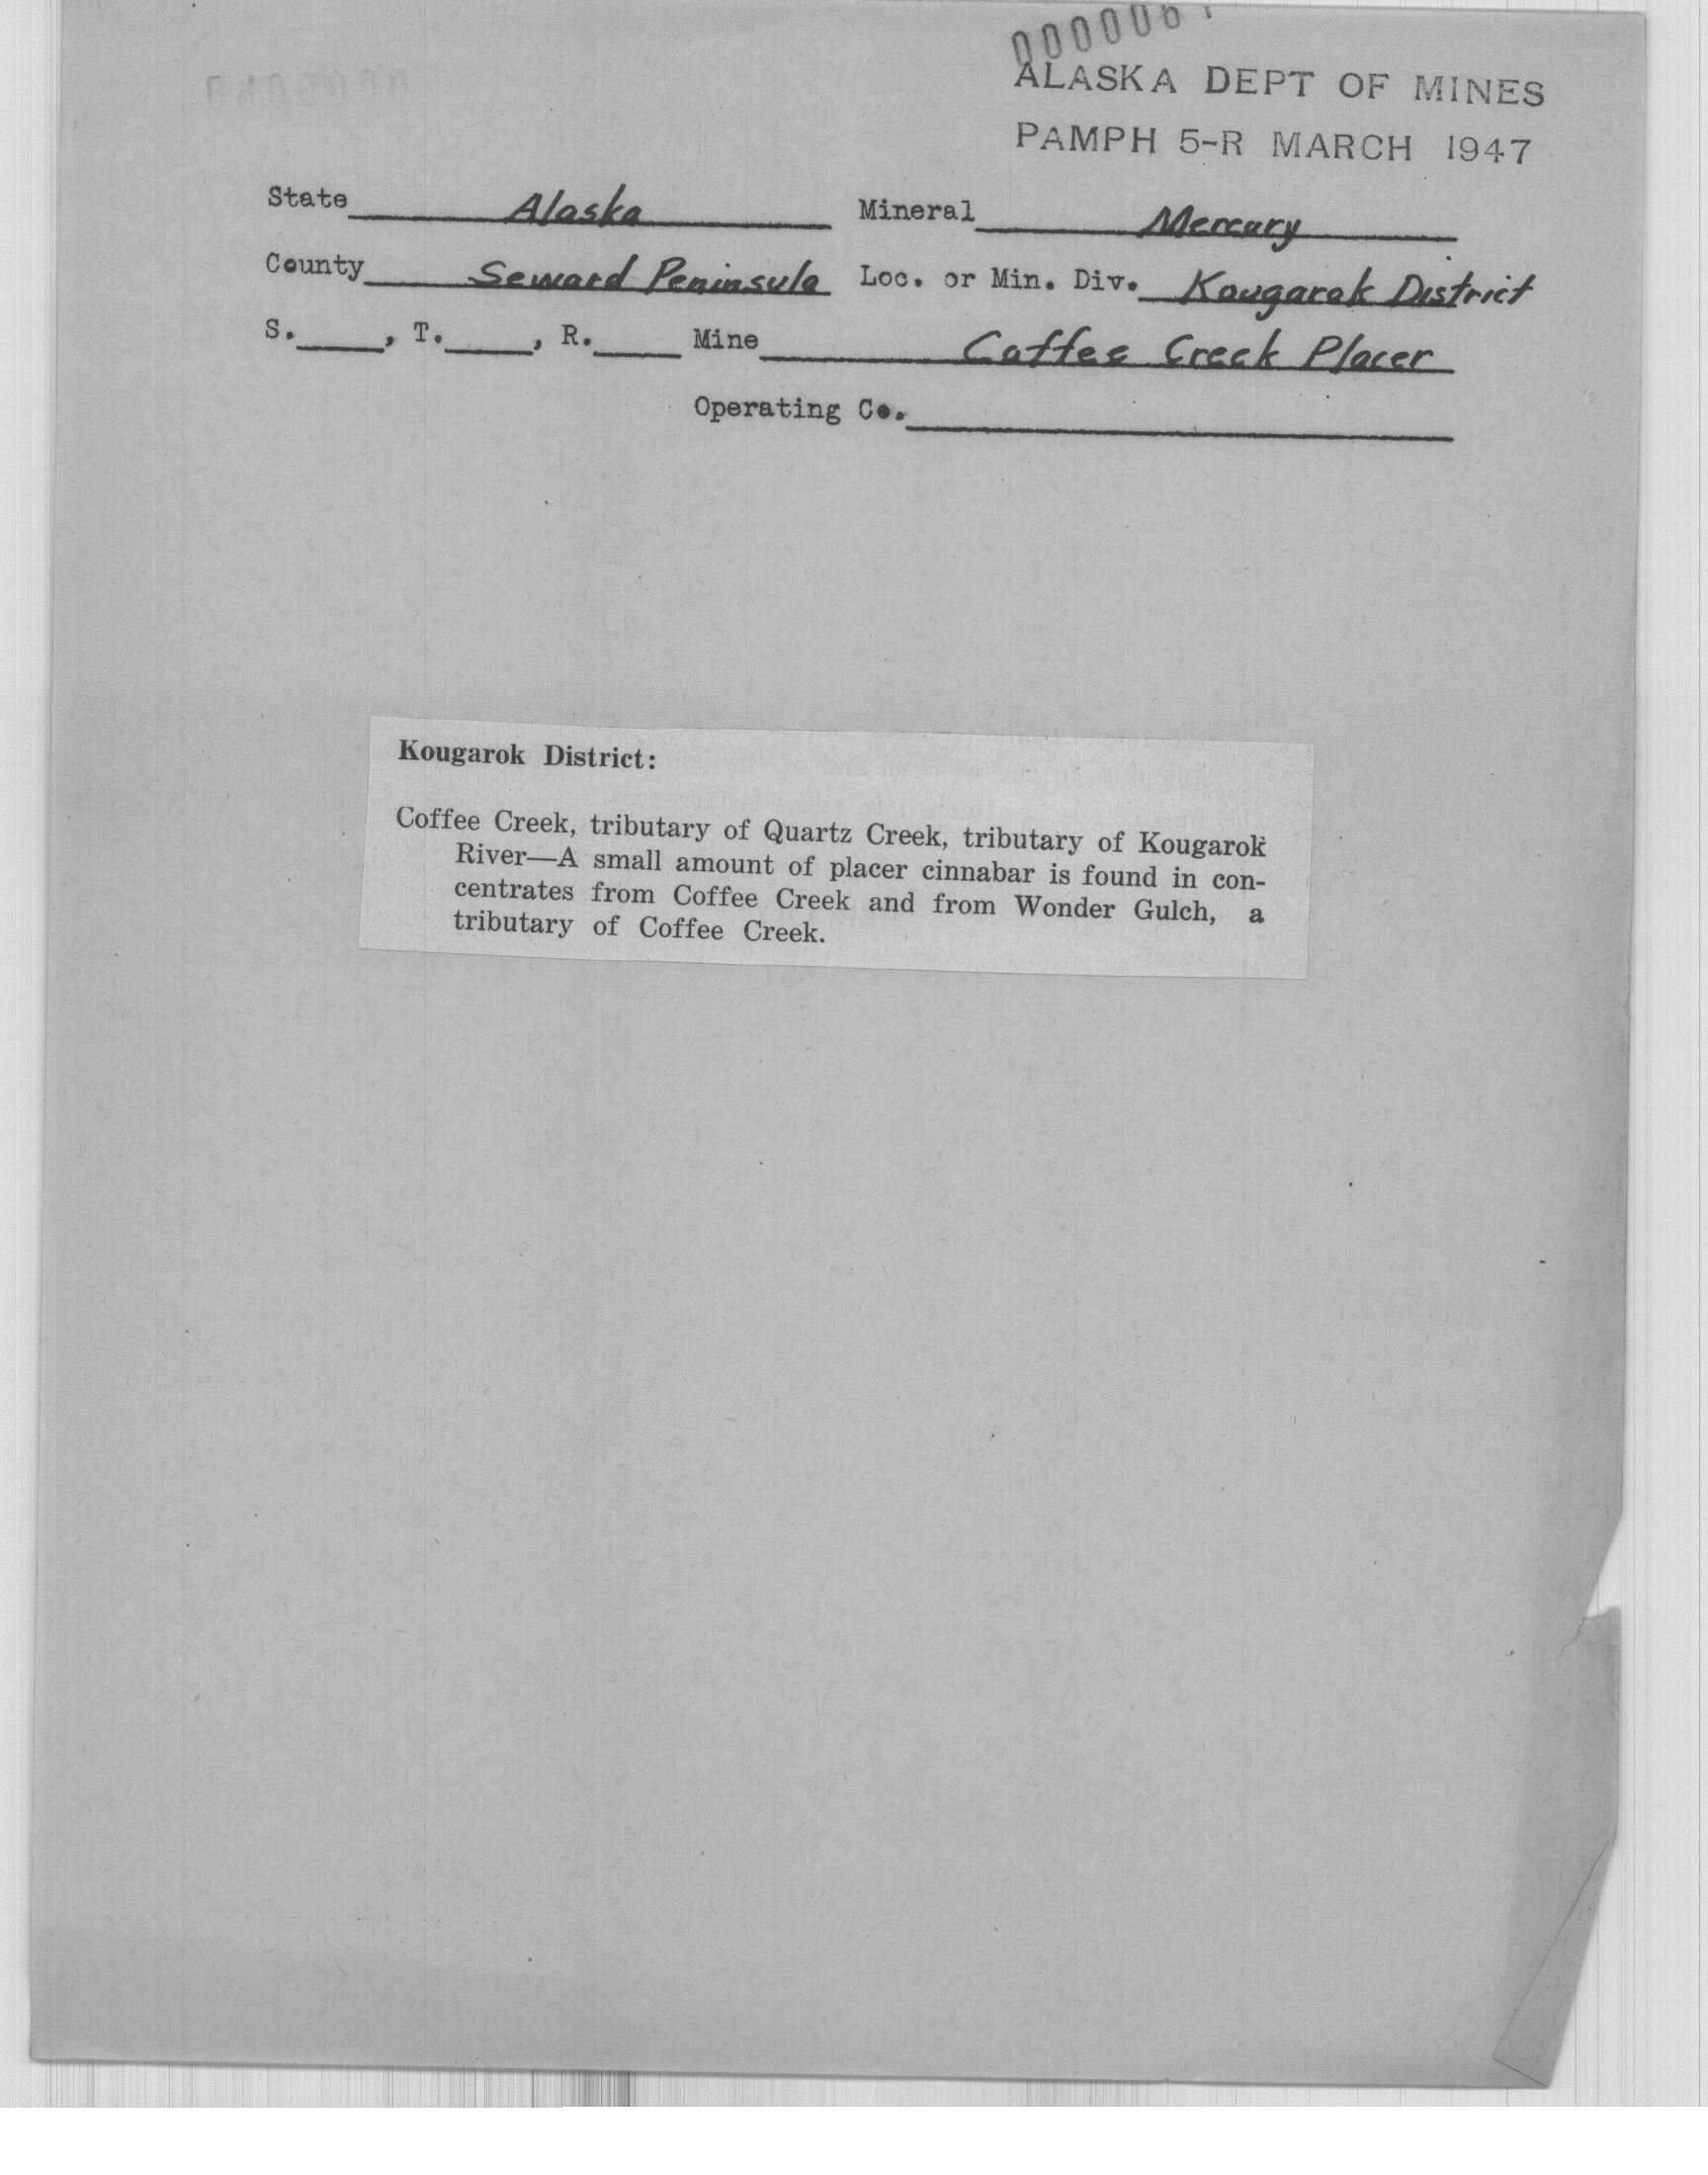 ALASKA DEPT OF MINES
PAMPH 5-R MARCH 1947
State Alaska Mineral Mercury
County Seward Peninsula Loc. or Min. Div. Kougarok District
S. , T. , R. Mine Coffee Creek Placer
Operating Co.
Kougarok District:
Coffee Creek, tributary of Quartz Creek, tributary of Kougarok
River—A small amount of placer cinnabar is found in con-
centrates from Coffee Creek and from Wonder Gulch, a
tributary of Coffee Creek.